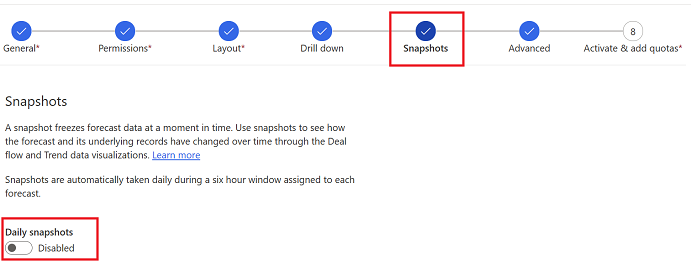 8
General* Permissions* Layout* Drill down Snapshots Advanced Activate & add quotas*
Snapshots
A snapshot freezes forecast data at a moment in time. Use snapshots to see how
the forecast and its underlying records have changed over time through the Deal
flow and Trend data visualizations. Learn more
Snapshots are automatically taken daily during a six hour window assigned to each
forecast.
Daily snapshots
Disabled